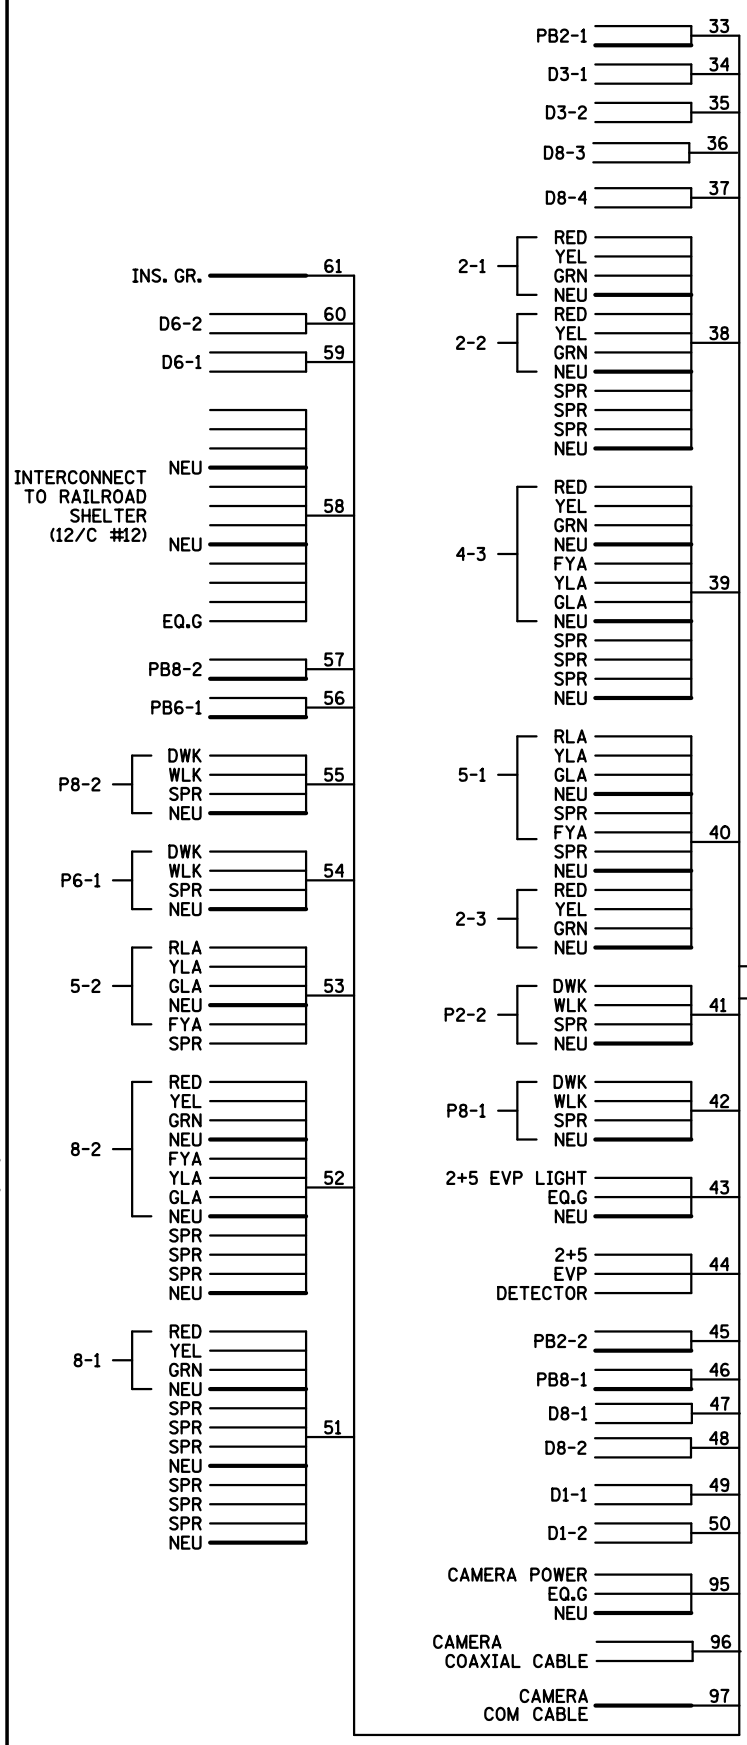 INS. GR. 61
D6-2 60
D6-1 59
INTERCONNECT
TO RAILROAD
SHELTER
(12/C #12)
NEU
58
NEU
EQ.G
PB8-2 57
PB6-1 56
DWK
P8-2 WLK 55
SPR
NEU
DWK
P6-1 WLK 54
SPR
NEU
RLA
YLA
5-2 GLA 53
NEU
FYA
SPR
RED
YEL
GRN
8-2 NEU
FYA
YLA 52
GLA
NEU
SPR
SPR
SPR
NEU
RED
8-1 YEL
GRN
NEU
SPR
SPR 51
SPR
NEU
SPR
SPR
SPR
NEU
PB2-1 33
D3-1 34
D3-2 35
D8-3 36
D8-4 37
RED
2-1 YEL
GRN
NEU
RED
2-2 YEL 38
GRN
NEU
SPR
SPR
SPR
NEU
RED
YEL
GRN
4-3 NEU
FYA
YLA 39
GLA
NEU
SPR
SPR
SPR
NEU
RLA
YLA
5-1 GLA
NEU
SPR
FYA 40
SPR
NEU
RED
2-3 YEL
GRN
NEU
DWK
P2-2 WLK 41
SPR
NEU
DWK
P8-1 WLK 42
SPR
NEU
2+5 EVP LIGHT
EQ.G 43
NEU
2+5
EVP 44
DETECTOR
PB2-2 45
PB8-1 46
D8-1 47
D8-2 48
D1-1 49
D1-2 50
CAMERA POWER
EQ.G 95
NEU
CAMERA 96
COAXIAL CABLE
CAMERA 97
COM CABLE